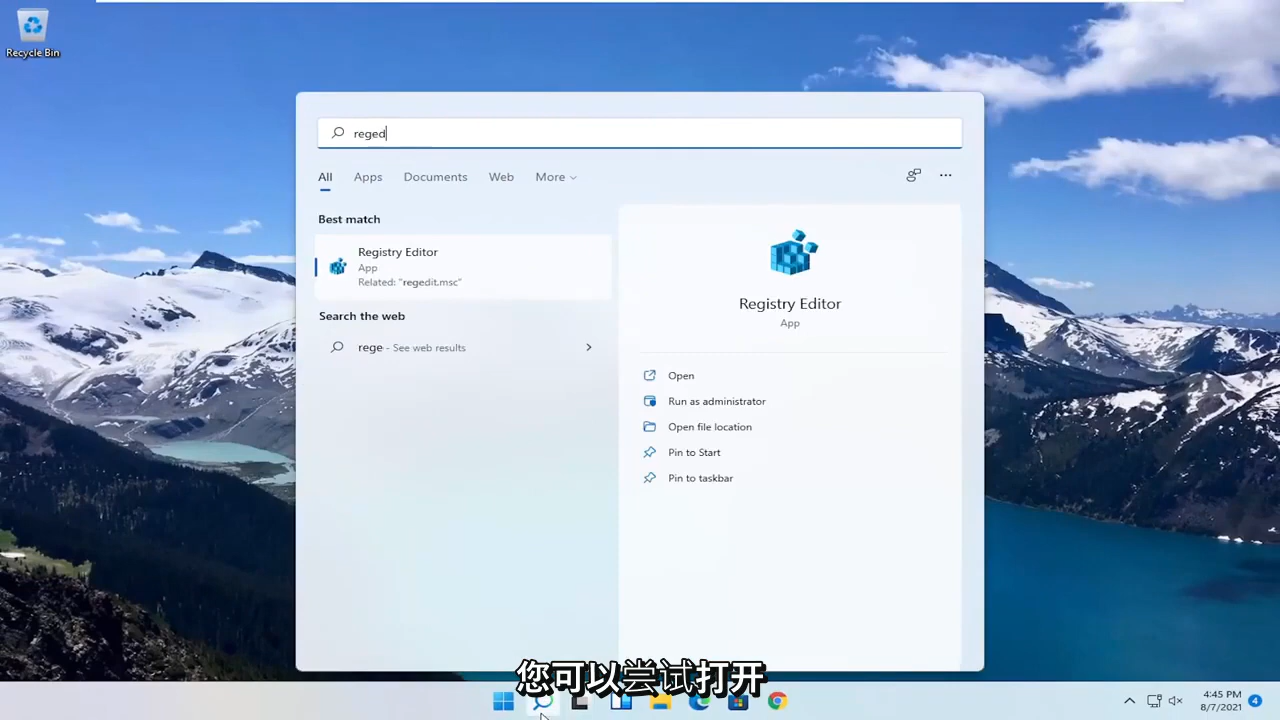 Recycle Bin
reged
All Apps Documents Web More
Best match
Registry Editor
App
Related: "regedit.msc"
Search the web
rege - See web results
Registry Editor
App
Open
Run as administrator
Open file location
Pin to Start
Pin to taskbar
您可以尝试打开
4:45 PM
8/7/2021
4